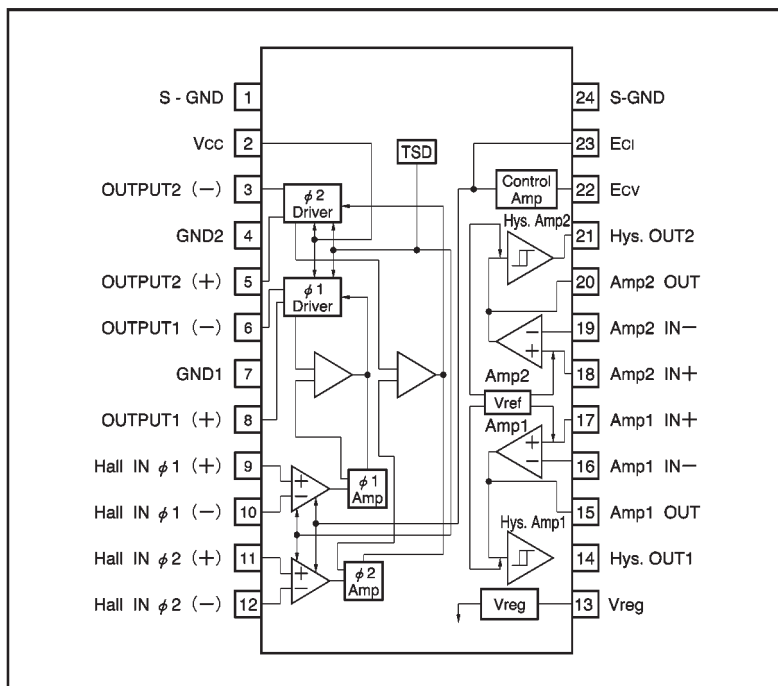 S - GND 1
Vcc 2
OUTPUT2 (−) 3
GND2 4
OUTPUT2 (+) 5
OUTPUT1 (−) 6
GND1 7
OUTPUT1 (+) 8
Hall IN φ1 (+) 9
Hall IN φ1 (−) 10
Hall IN φ2 (+) 11
Hall IN φ2 (−) 12
TSD
φ2
Driver
φ1
Driver
+
−
φ1
Amp
+
−
φ2
Amp
24 S-GND
23 ECI
Control
Amp
22 ECV
Hys. Amp2
21 Hys. OUT2
20 Amp2 OUT
−
19 Amp2 IN−
+
18 Amp2 IN+
Amp2
Vref
Amp1
17 Amp1 IN+
+
−
16 Amp1 IN−
15 Amp1 OUT
Hys. Amp1
14 Hys. OUT1
Vreg
13 Vreg